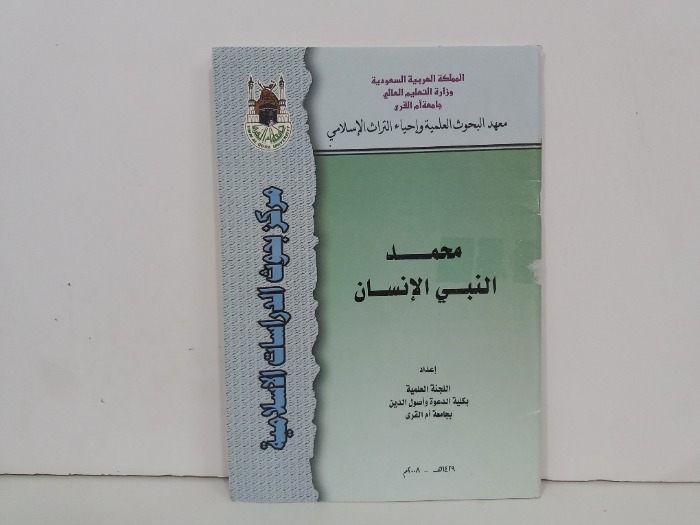 المملكة العربية السعودية
وزارة التعليم العالي
جامعة أم القرى
معهد البحوث العلمية وإحياء التراث الإسلامي
مركز بحوث الدراسات الإسلامية
محمد
النبي الإنسان
إعداد
اللجنة العلمية
بكلية الدعوة وأصول الدين
بجامعة أم القرى
١٤٢٩هـ - ٢٠٠٨م